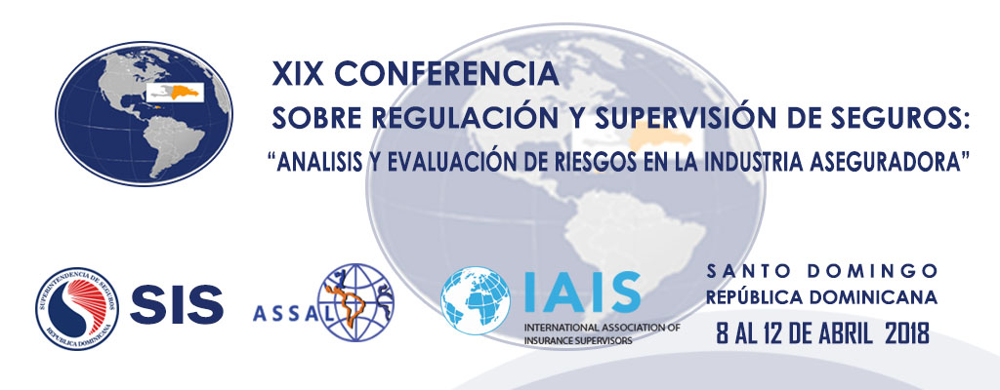 XIX CONFERENCIA
SOBRE REGULACIÓN Y SUPERVISIÓN DE SEGUROS:
“ANALISIS Y EVALUACIÓN DE RIESGOS EN LA INDUSTRIA ASEGURADORA”
SUPERINTENDENCIA DE SEGUROS
REPUBLICA DOMINICANA
SIS
ASSAL
IAIS
INTERNATIONAL ASSOCIATION OF
INSURANCE SUPERVISORS
SANTO DOMINGO
REPÚBLICA DOMINICANA
8 AL 12 DE ABRIL 2018